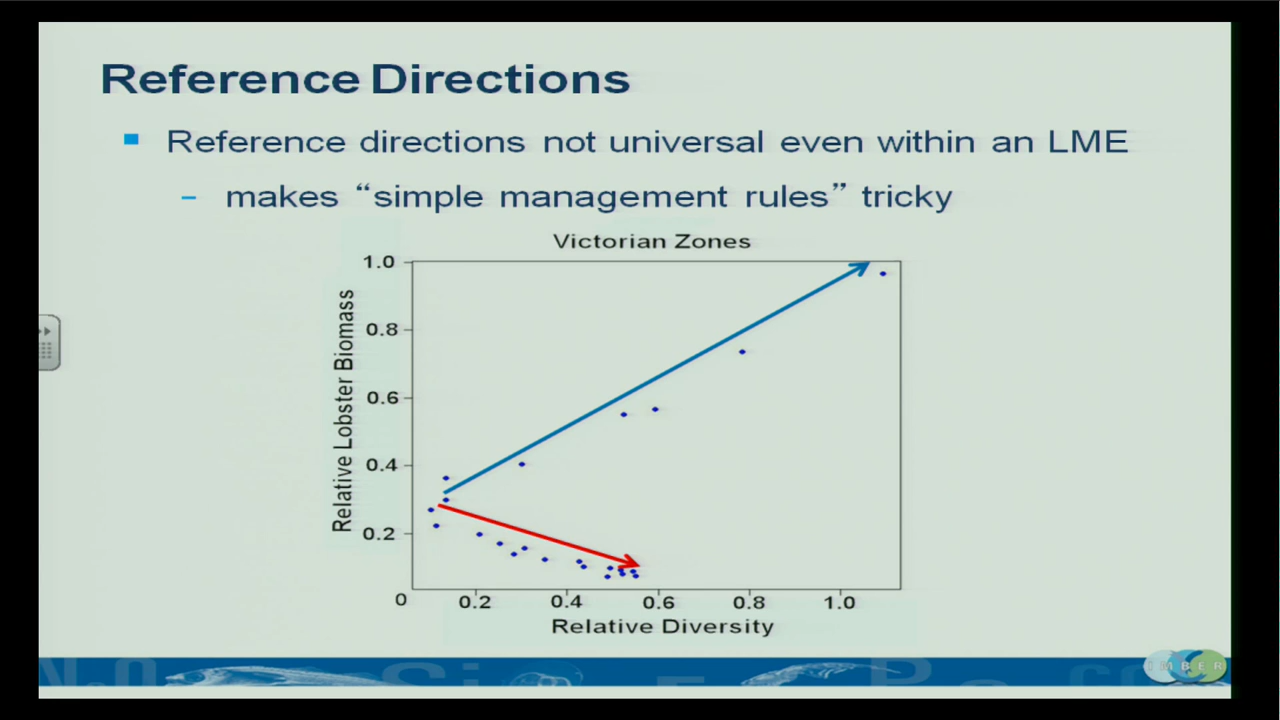 Reference Directions
Reference directions not universal even within an LME
– makes “simple management rules” tricky
Victorian Zones
Relative Lobster Biomass
1.0
0.8
0.6
0.4
0.2
0
0.2
0.4
0.6
0.8
1.0
Relative Diversity
IMBER